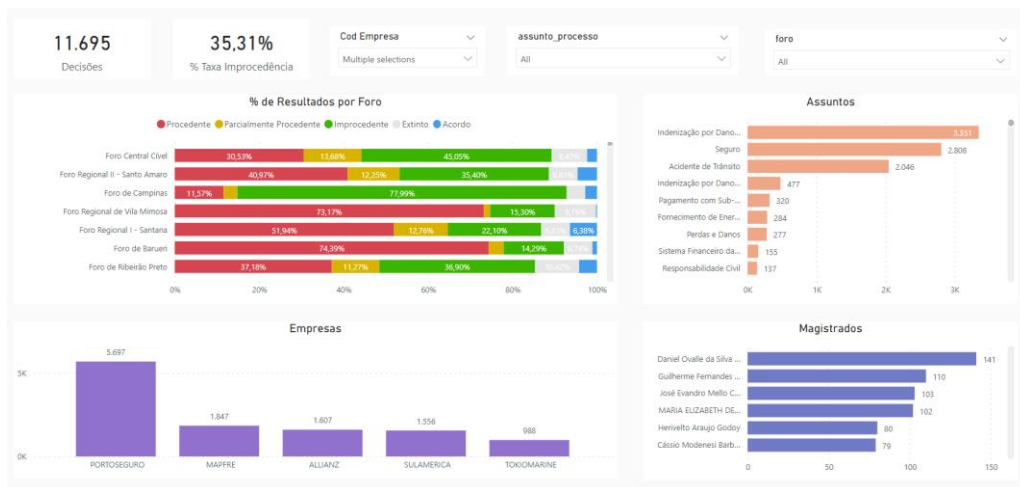 11.695
Decisões
35,31%
% Taxa Improcedência
Cod Empresa
Multiple selections
assunto_processo
All
foro
All
% de Resultados por Foro
Procedente Parcialmente Procedente Improcedente Extinto Acordo
Foro Central Cível 30,53% 13,68% 45,05%
Foro Regional II - Santo Amaro 40,97% 12,25% 35,40%
Foro de Campinas 11,57% 77,99%
Foro Regional de Vila Mimosa 73,17% 15,30%
Foro Regional I - Santana 51,94% 12,76% 22,10% 6,38%
Foro de Barueri 74,39% 14,29%
Foro de Ribeirão Preto 37,18% 11,27% 36,90%
0% 20% 40% 60% 80% 100%
Assuntos
Indenização por Dano... 3.351
Seguro 2.808
Acidente de Trânsito 2.046
Indenização por Dano... 477
Pagamento com Sub-... 320
Fornecimento de Ener... 284
Perdas e Danos 277
Sistema Financeiro da... 155
Responsabilidade Civil 137
0K 1K 2K 3K
Empresas
5K
0K
5.697
1.847
1.607
1.556
988
PORTOSEGURO MAPFRE ALLIANZ SULAMERICA TOKIOMARINE
Magistrados
Daniel Ovalle da Silva ... 141
Guilherme Fernandes ... 110
José Evandro Mello C... 103
MARIA ELIZABETH DE... 102
Herivelto Araujo Godoy 80
Cássio Modenesi Barb... 79
0 50 100 150